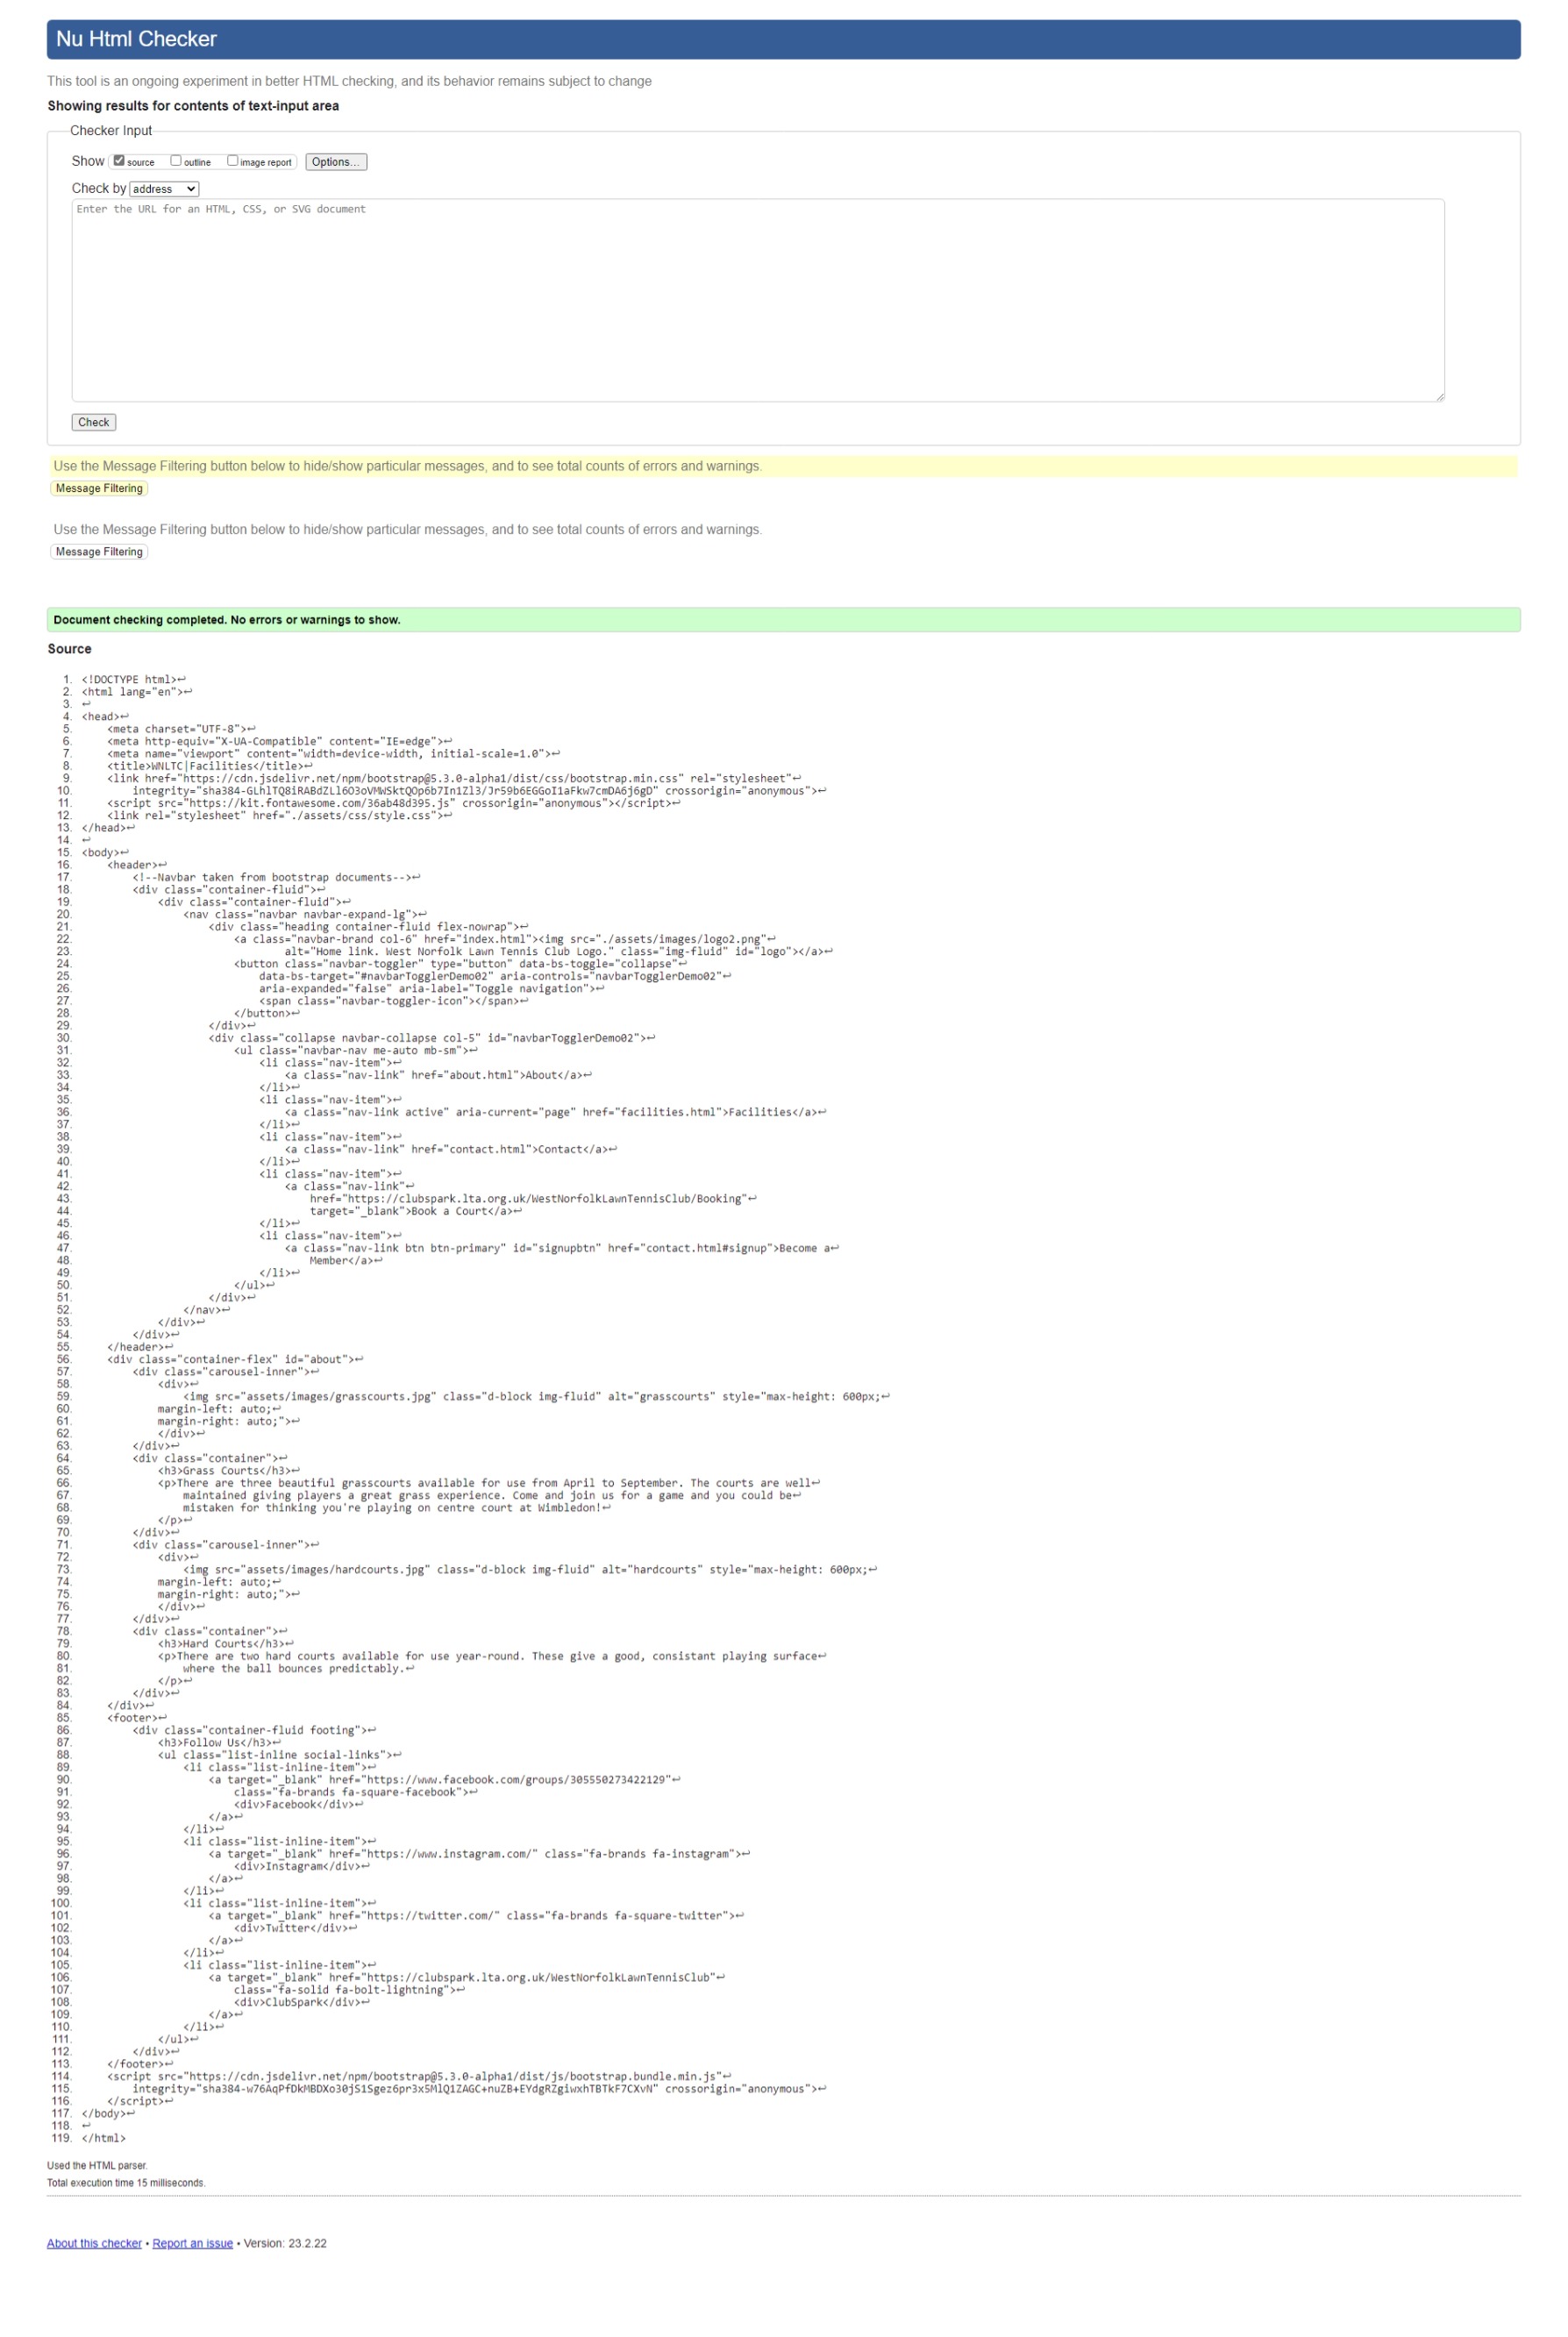 Nu Html Checker
This tool is an ongoing experiment in better HTML checking, and its behavior remains subject to change
Showing results for contents of text-input area
Checker Input
Show source outline image report Options...
Check by address
Enter the URL for an HTML, CSS, or SVG document
Check
Use the Message Filtering button below to hide/show particular messages, and to see total counts of errors and warnings.
Message Filtering
Use the Message Filtering button below to hide/show particular messages, and to see total counts of errors and warnings.
Message Filtering
Document checking completed. No errors or warnings to show.
Source
1. <!DOCTYPE html>↩
2. <html lang="en">↩
3. ↩
4. <head>↩
5. <meta charset="UTF-8">↩
6. <meta http-equiv="X-UA-Compatible" content="IE=edge">↩
7. <meta name="viewport" content="width=device-width, initial-scale=1.0">↩
8. <title>WNLTC|Facilities</title>↩
9. <link href="https://cdn.jsdelivr.net/npm/bootstrap@5.3.0-alpha1/dist/css/bootstrap.min.css" rel="stylesheet"↩
10. integrity="sha384-GLhlTQ8iRABdZLl6O3oVMWSktQOp6b7In1Zl3/Jr59b6EGGoI1aFkw7cmDA6j6gD" crossorigin="anonymous">↩
11. <script src="https://kit.fontawesome.com/36ab48d395.js" crossorigin="anonymous"></script>↩
12. <link rel="stylesheet" href="./assets/css/style.css">↩
13. </head>↩
14. ↩
15. <body>↩
16. <header>↩
17. <!--Navbar taken from bootstrap documents-->↩
18. <div class="container-fluid">↩
19. <div class="container-fluid">↩
20. <nav class="navbar navbar-expand-lg">↩
21. <div class="heading container-fluid flex-nowrap">↩
22. <a class="navbar-brand col-6" href="index.html"><img src="./assets/images/logo2.png"↩
23. alt="Home link. West Norfolk Lawn Tennis Club Logo." class="img-fluid" id="logo"></a>↩
24. <button class="navbar-toggler" type="button" data-bs-toggle="collapse"↩
25. data-bs-target="#navbarTogglerDemo02" aria-controls="navbarTogglerDemo02"↩
26. aria-expanded="false" aria-label="Toggle navigation">↩
27. <span class="navbar-toggler-icon"></span>↩
28. </button>↩
29. </div>↩
30. <div class="collapse navbar-collapse col-5" id="navbarTogglerDemo02">↩
31. <ul class="navbar-nav me-auto mb-sm">↩
32. <li class="nav-item">↩
33. <a class="nav-link" href="about.html">About</a>↩
34. </li>↩
35. <li class="nav-item">↩
36. <a class="nav-link active" aria-current="page" href="facilities.html">Facilities</a>↩
37. </li>↩
38. <li class="nav-item">↩
39. <a class="nav-link" href="contact.html">Contact</a>↩
40. </li>↩
41. <li class="nav-item">↩
42. <a class="nav-link"↩
43. href="https://clubspark.lta.org.uk/WestNorfolkLawnTennisClub/Booking"↩
44. target="_blank">Book a Court</a>↩
45. </li>↩
46. <li class="nav-item">↩
47. <a class="nav-link btn btn-primary" id="signupbtn" href="contact.html#signup">Become a↩
48. Member</a>↩
49. </li>↩
50. </ul>↩
51. </div>↩
52. </nav>↩
53. </div>↩
54. </div>↩
55. </header>↩
56. <div class="container-flex" id="about">↩
57. <div class="carousel-inner">↩
58. <div>↩
59. <img src="assets/images/grasscourts.jpg" class="d-block img-fluid" alt="grasscourts" style="max-height: 600px;↩
60. margin-left: auto;↩
61. margin-right: auto;">↩
62. </div>↩
63. </div>↩
64. <div class="container">↩
65. <h3>Grass Courts</h3>↩
66. <p>There are three beautiful grasscourts available for use from April to September. The courts are well↩
67. maintained giving players a great grass experience. Come and join us for a game and you could be↩
68. mistaken for thinking you're playing on centre court at Wimbledon!↩
69. </p>↩
70. </div>↩
71. <div class="carousel-inner">↩
72. <div>↩
73. <img src="assets/images/hardcourts.jpg" class="d-block img-fluid" alt="hardcourts" style="max-height: 600px;↩
74. margin-left: auto;↩
75. margin-right: auto;">↩
76. </div>↩
77. </div>↩
78. <div class="container">↩
79. <h3>Hard Courts</h3>↩
80. <p>There are two hard courts available for use year-round. These give a good, consistant playing surface↩
81. where the ball bounces predictably.↩
82. </p>↩
83. </div>↩
84. </div>↩
85. <footer>↩
86. <div class="container-fluid footing">↩
87. <h3>Follow Us</h3>↩
88. <ul class="list-inline social-links">↩
89. <li class="list-inline-item">↩
90. <a target="_blank" href="https://www.facebook.com/groups/305550273422129"↩
91. class="fa-brands fa-square-facebook">↩
92. <div>Facebook</div>↩
93. </a>↩
94. </li>↩
95. <li class="list-inline-item">↩
96. <a target="_blank" href="https://www.instagram.com/" class="fa-brands fa-instagram">↩
97. <div>Instagram</div>↩
98. </a>↩
99. </li>↩
100. <li class="list-inline-item">↩
101. <a target="_blank" href="https://twitter.com/" class="fa-brands fa-square-twitter">↩
102. <div>Twitter</div>↩
103. </a>↩
104. </li>↩
105. <li class="list-inline-item">↩
106. <a target="_blank" href="https://clubspark.lta.org.uk/WestNorfolkLawnTennisClub"↩
107. class="fa-solid fa-bolt-lightning">↩
108. <div>ClubSpark</div>↩
109. </a>↩
110. </li>↩
111. </ul>↩
112. </div>↩
113. </footer>↩
114. <script src="https://cdn.jsdelivr.net/npm/bootstrap@5.3.0-alpha1/dist/js/bootstrap.bundle.min.js"↩
115. integrity="sha384-w76AqPfDkMBDXo30jS1Sgez6pr3x5MlQ1ZAGC+nuZB+EYdgRZgiwxhTBTkF7CXvN" crossorigin="anonymous">↩
116. </script>↩
117. </body>↩
118. ↩
119. </html>
Used the HTML parser.
Total execution time 15 milliseconds.
About this checker • Report an issue • Version: 23.2.22